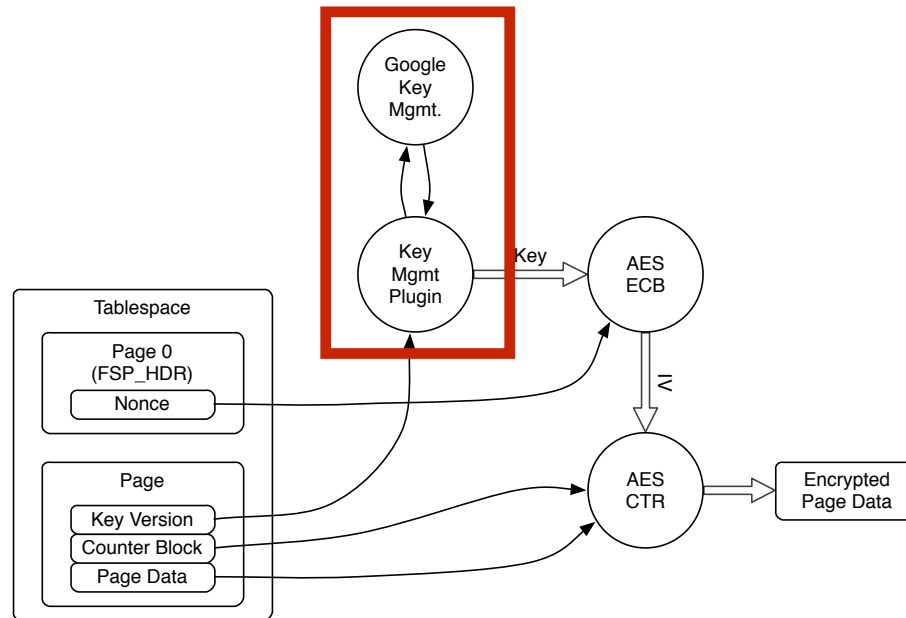 Google
Key
Mgmt.
Key
Mgmt
Plugin
Key
AES
ECB
Tablespace
Page 0
(FSP_HDR)
Nonce
IV
Page
Key Version
Counter Block
Page Data
AES
CTR
Encrypted
Page Data